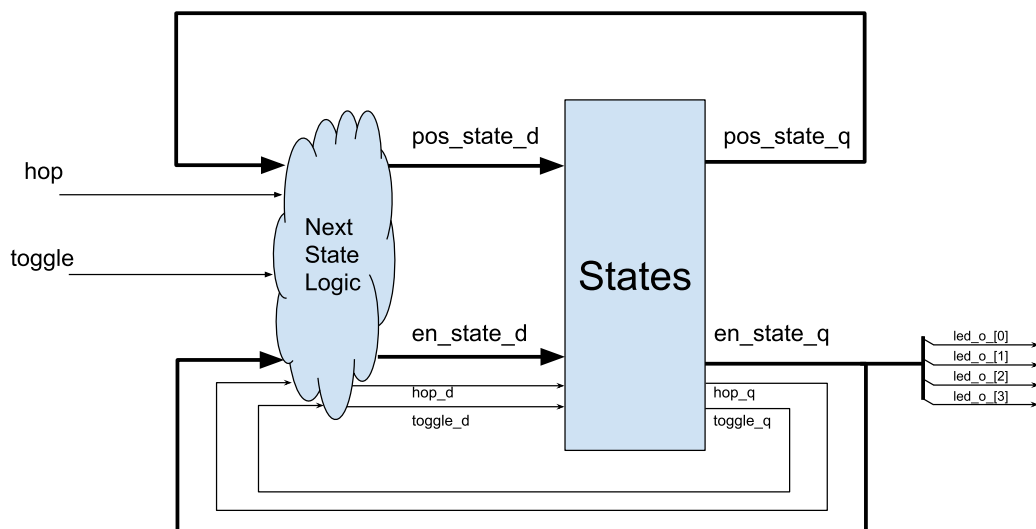 pos_state_d
pos_state_q
hop
Next
State
Logic
toggle
States
en_state_d
en_state_q
led_o_[0]
led_o_[1]
led_o_[2]
led_o_[3]
hop_d
hop_q
toggle_d
toggle_q